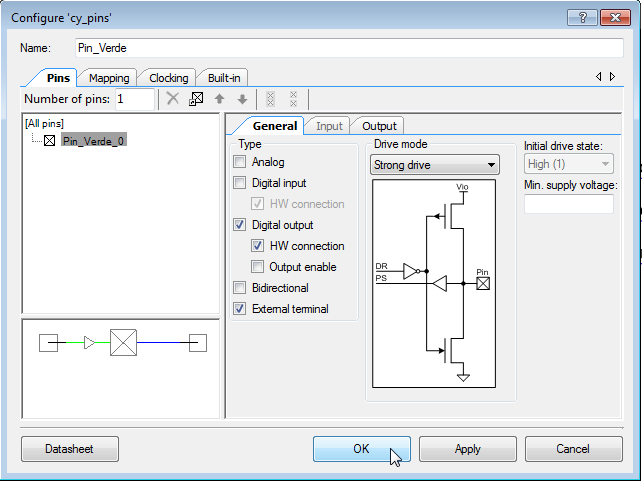 Configure 'cy_pins'
Name: Pin_Verde
Pins Mapping Clocking Built-in
Number of pins: 1
[All pins]
Pin_Verde_0
General Input Output
Type
Analog
Digital input
HW connection
Digital output
HW connection
Output enable
Bidirectional
External terminal
Drive mode
Strong drive
Vio
DR
PS
Pin
Initial drive state:
High (1)
Min. supply voltage:
Datasheet OK Apply Cancel